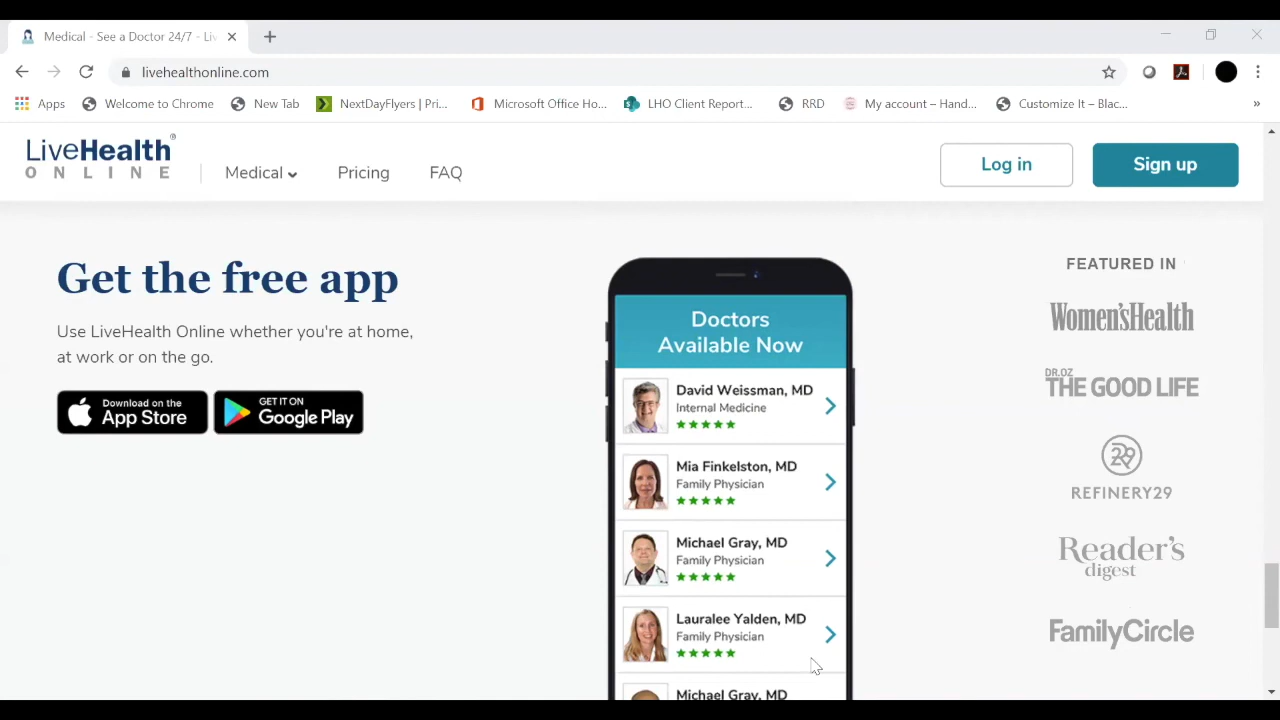 Medical - See a Doctor 24/7 - Liv
livehealthonline.com
Apps
Welcome to Chrome
New Tab
NextDayFlyers | Pri...
Microsoft Office Ho...
LHO Client Report...
RRD
My account – Hand...
Customize It – Blac...
»
LiveHealth®
ONLINE
Medical
Pricing
FAQ
Log in
Sign up
Get the free app
Use LiveHealth Online whether you're at home,
at work or on the go.
Download on the
App Store
GET IT ON
Google Play
Doctors
Available Now
David Weissman, MD
Internal Medicine
Mia Finkelston, MD
Family Physician
Michael Gray, MD
Family Physician
Lauralee Yalden, MD
Family Physician
Michael Gray, MD
FEATURED IN
Women'sHealth
DR.OZ
THE GOOD LIFE
R29
REFINERY29
Reader's
digest
FamilyCircle